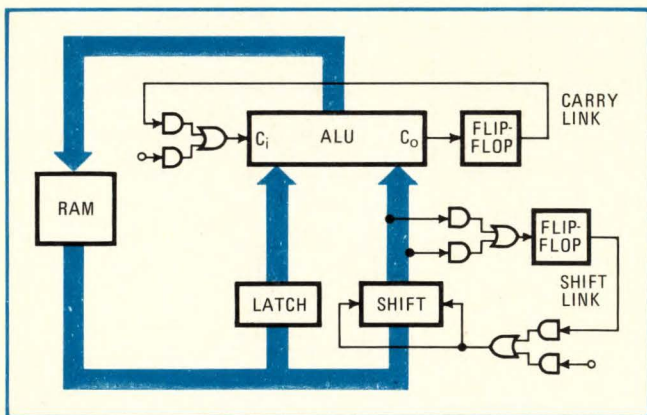 CARRY
LINK
FLIP-
FLOP
Ci ALU Co
RAM
FLIP-
FLOP
SHIFT
LINK
LATCH
SHIFT